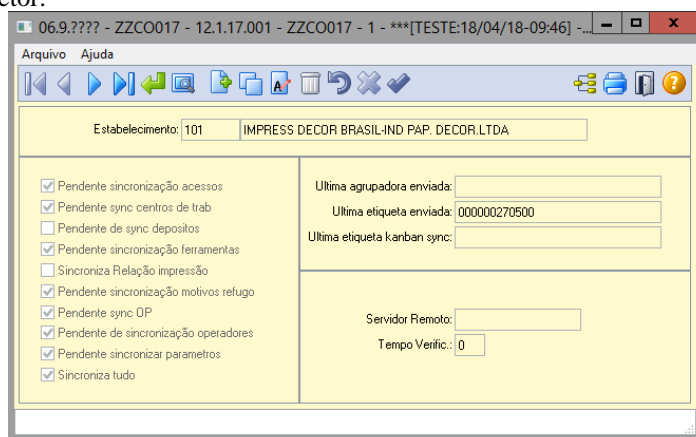 ctor.
06.9.???? - ZZCO017 - 12.1.17.001 - ZZCO017 - 1 - ***[TESTE:18/04/18-09:46] -...
Arquivo Ajuda
Estabelecimento: 101 IMPRESS DECOR BRASIL-IND PAP. DECOR.LTDA
Pendente sincronização acessos
Pendente sync centros de trab
Pendente de sync depositos
Pendente sincronização ferramentas
Sincroniza Relação impressão
Pendente sincronização motivos refugo
Pendente sync OP
Pendente de sincronização operadores
Pendente sincronizar parametros
Sincroniza tudo
Ultima agrupadora enviada:
Ultima etiqueta enviada: 000000270500
Ultima etiqueta kanban sync:
Servidor Remoto:
Tempo Verific.: 0